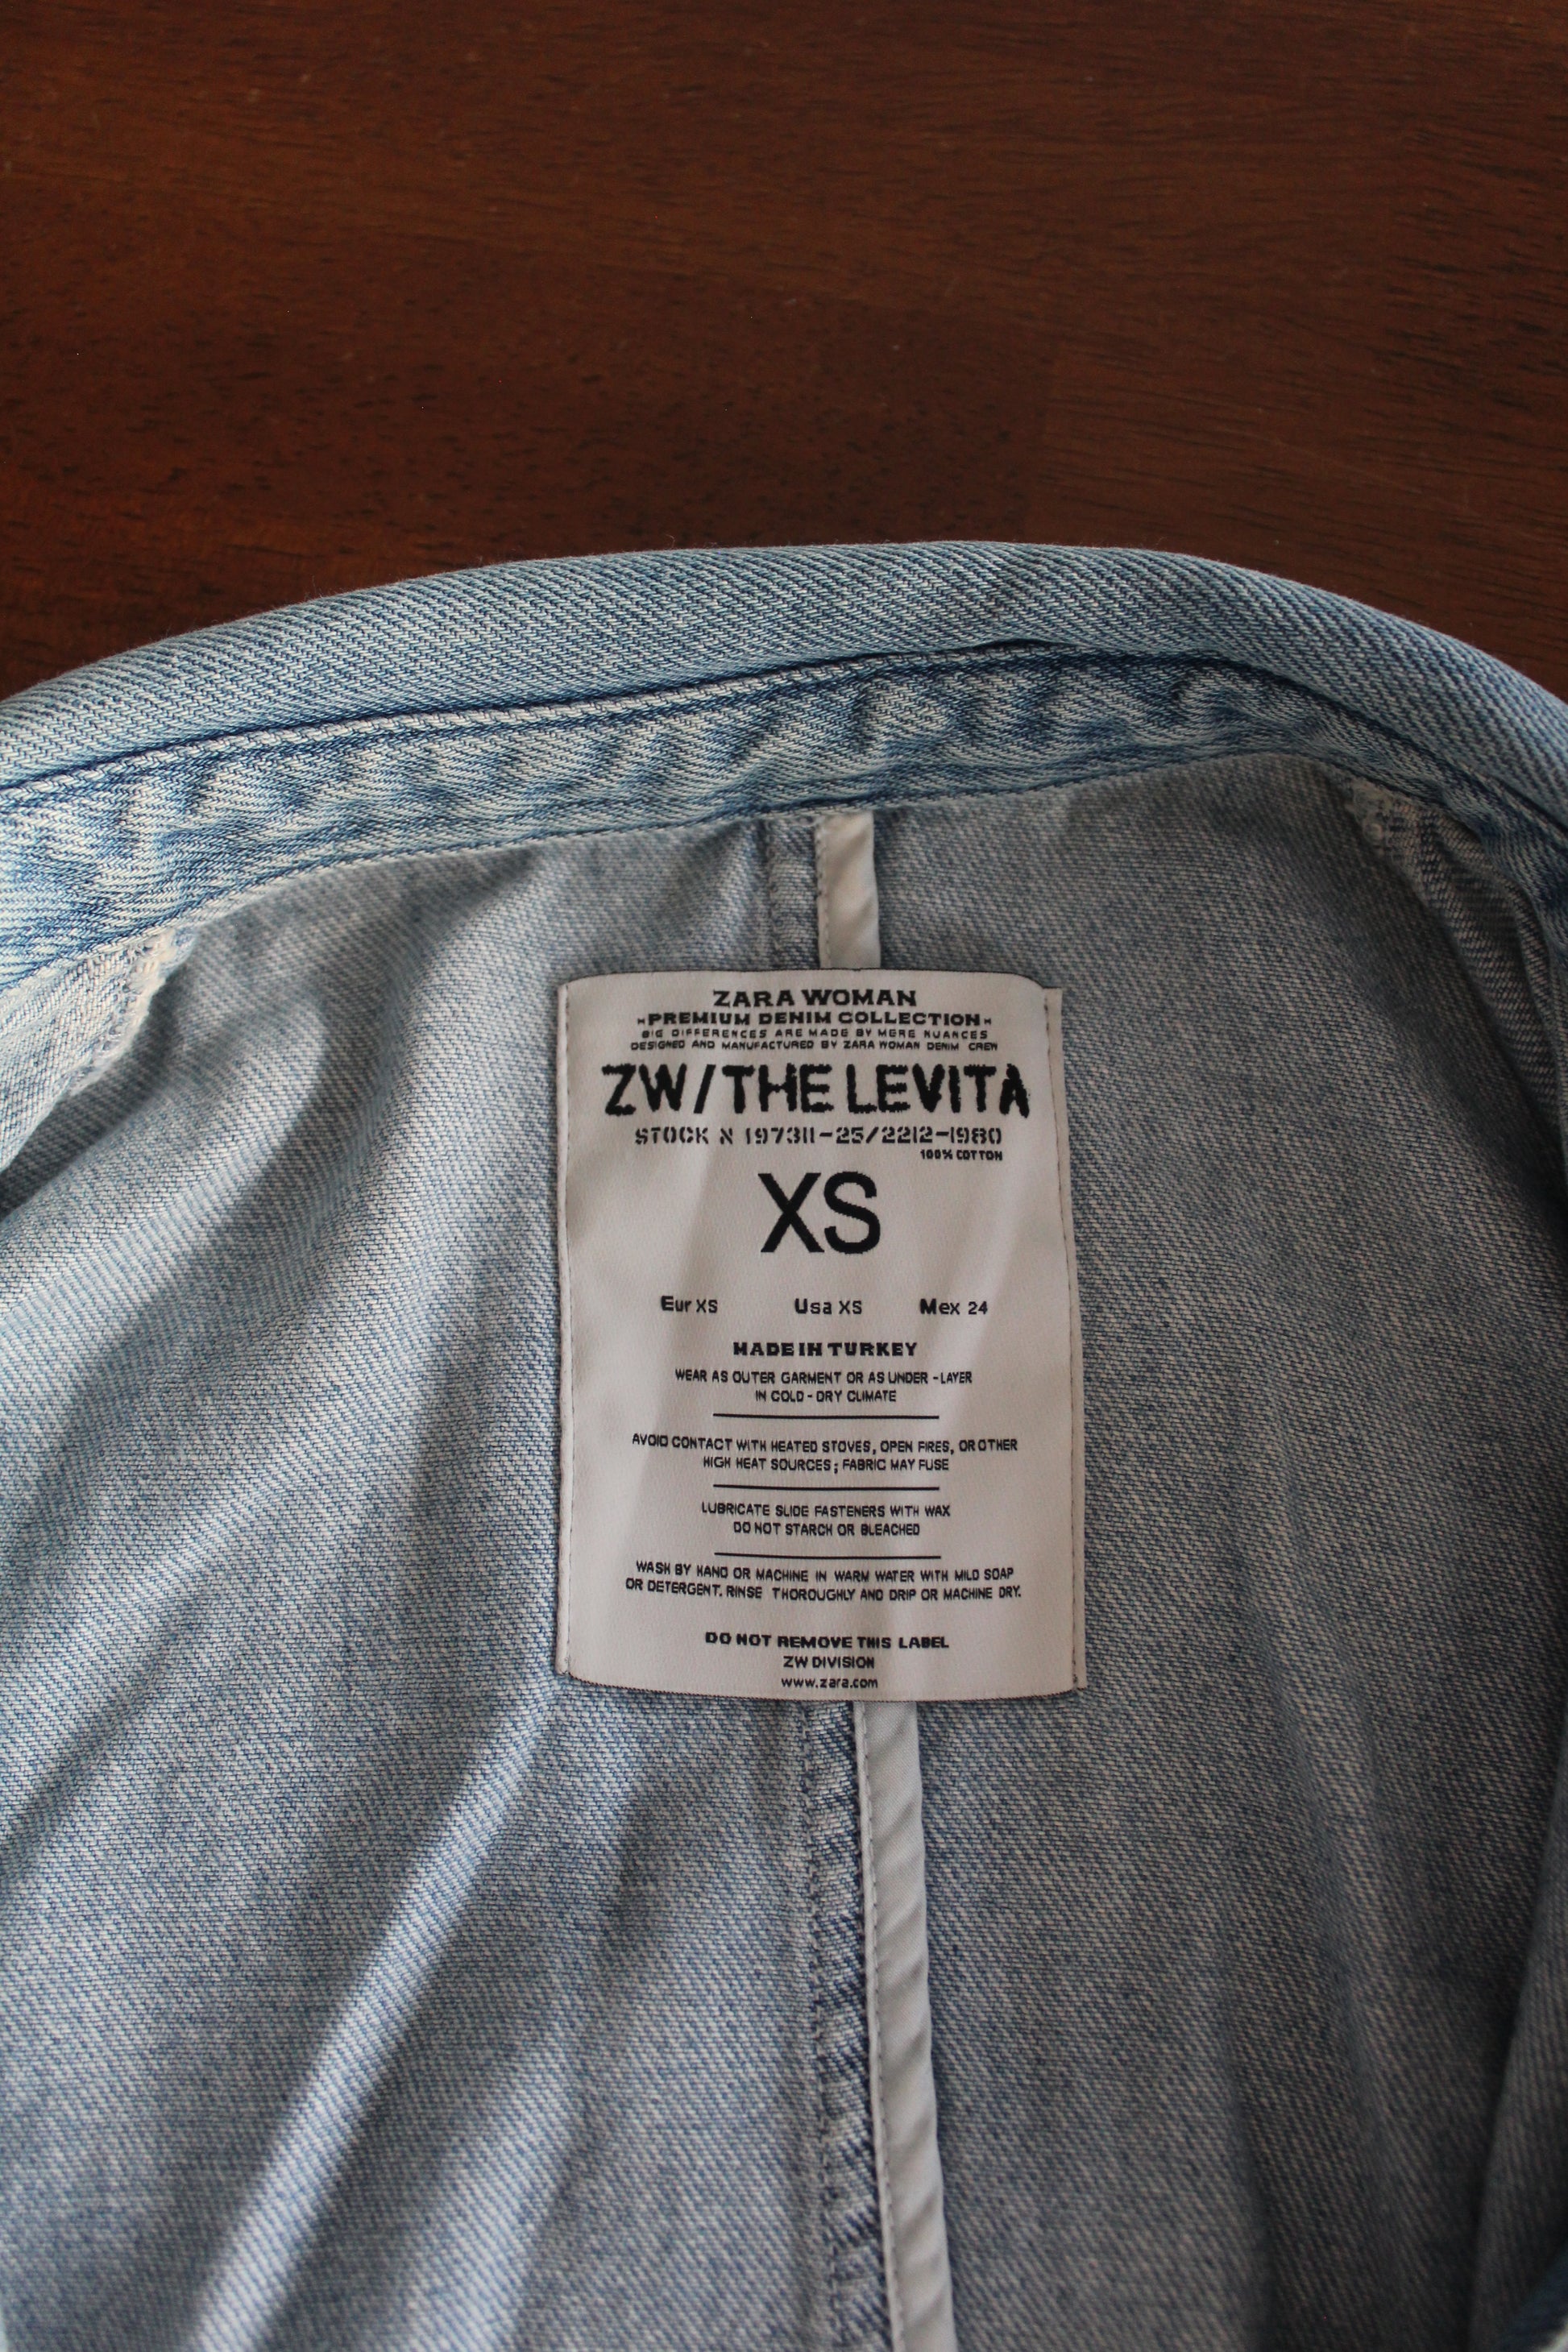 ZARA WOMAN
-PREMIUM DENIM COLLECTION-
BIG DIFFERENCES ARE MADE BY MERE NUANCES
DESIGNED AND MANUFACTURED BY ZARA WOMAN DENIM CREW
ZW/THE LEVITA
STOCK N 197311-25/2212-1980
100% COTTON
XS
Eur XS Usa XS Mex 24
MADE IN TURKEY
WEAR AS OUTER GARMENT OR AS UNDER -LAYER
IN COLD - DRY CLIMATE
AVOID CONTACT WITH HEATED STOVES, OPEN FIRES, OR OTHER
HIGH HEAT SOURCES; FABRIC MAY FUSE
LUBRICATE SLIDE FASTENERS WITH WAX
DO NOT STARCH OR BLEACHED
WASH BY HAND OR MACHINE IN WARM WATER WITH MILD SOAP
OR DETERGENT. RINSE THOROUGHLY AND DRIP OR MACHINE DRY.
DO NOT REMOVE THIS LABEL
ZW DIVISION
www.zara.com